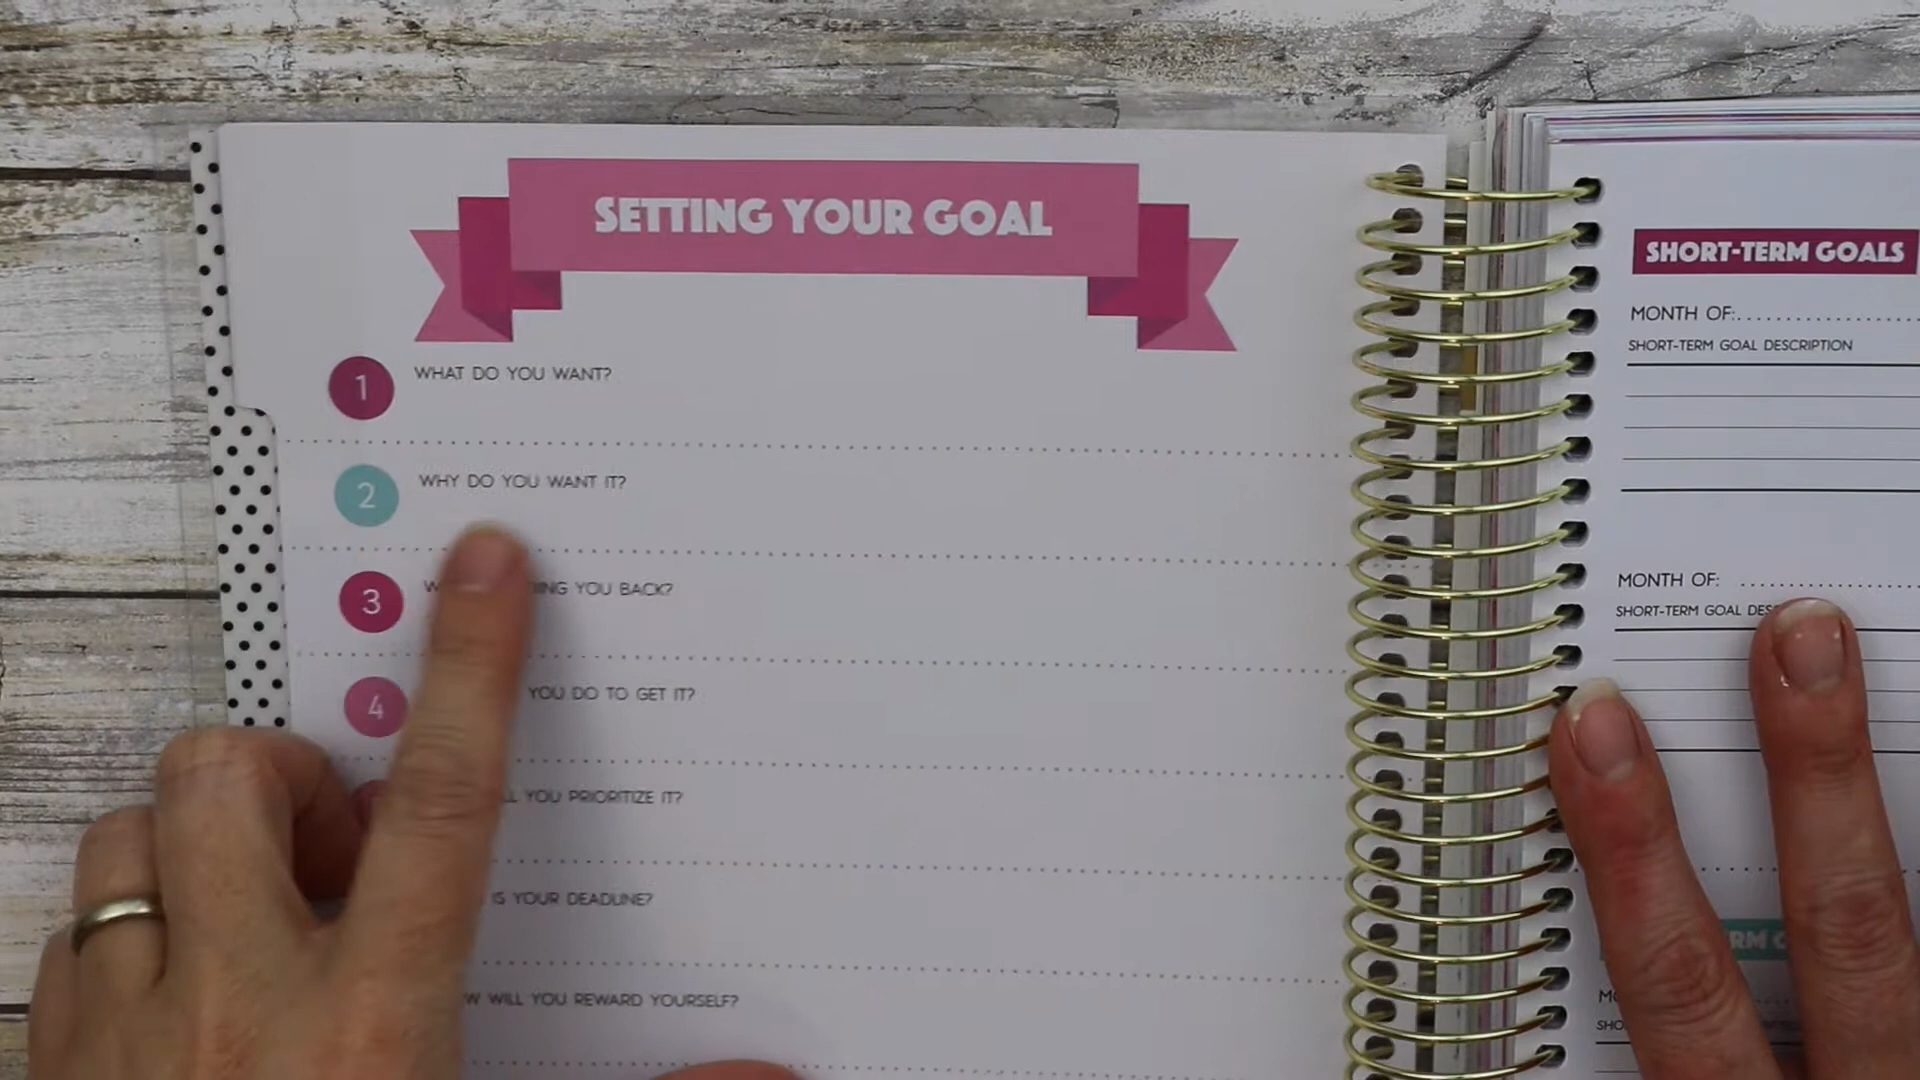 SETTING YOUR GOAL
1 WHAT DO YOU WANT?
2 WHY DO YOU WANT IT?
3 YOU BACK?
4 YOU DO TO GET IT?
YOU PRIORITIZE IT?
IS YOUR DEADLINE?
WILL YOU REWARD YOURSELF?
SHORT-TERM GOALS
MONTH OF:
SHORT-TERM GOAL DESCRIPTION
MONTH OF:
SHORT-TERM GOAL